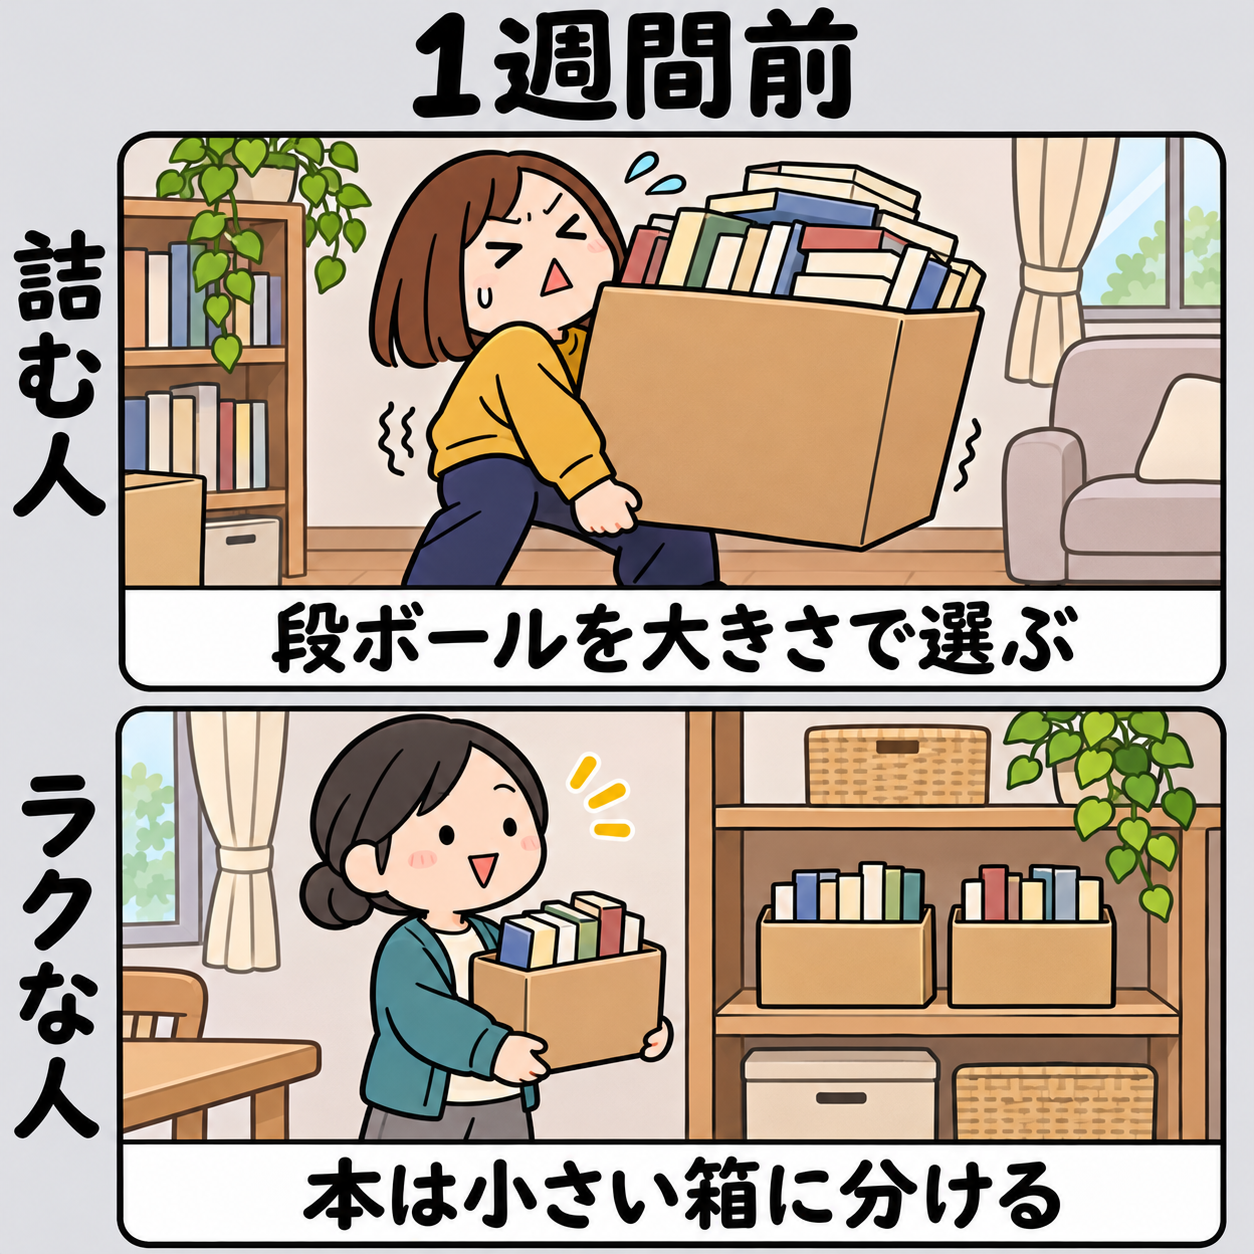 1週間前
詰む人
段ボールを大きさで選ぶ
ラクな人
本は小さい箱に分ける